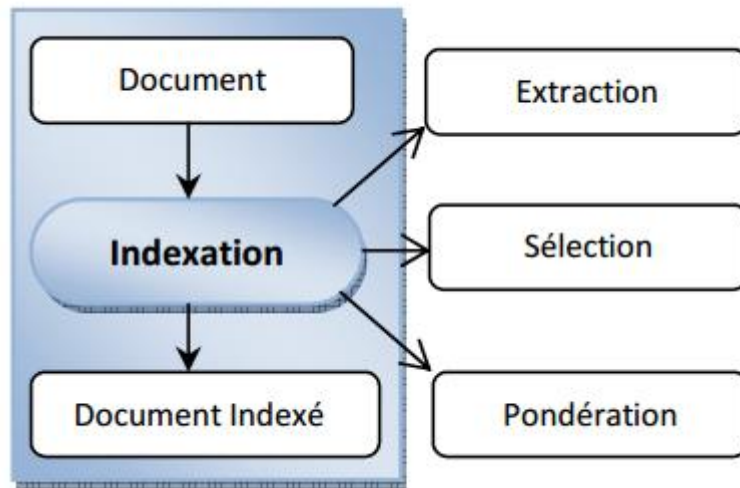 Document
Extraction
Indexation
Sélection
Document Indexé
Pondération